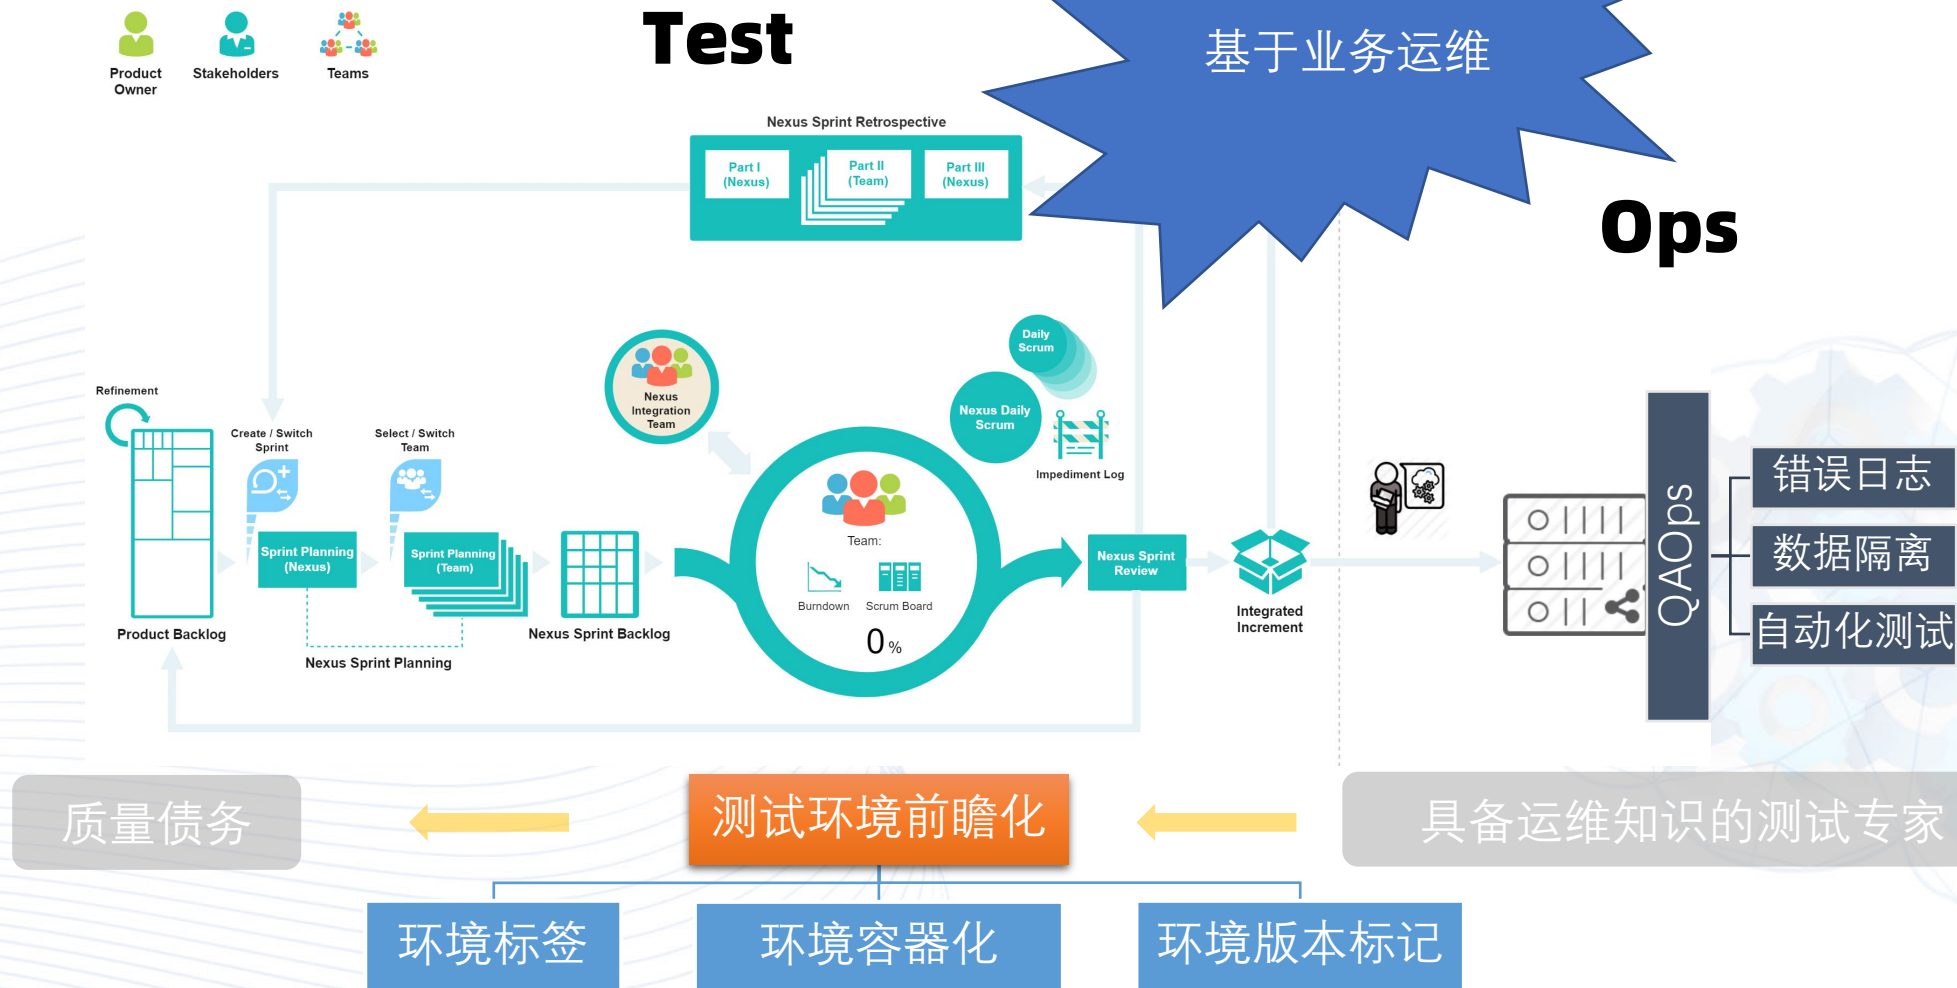 Test
基于业务运维
Product
Owner
Stakeholders
Teams
Nexus Sprint Retrospective
Part I
(Nexus)
Part II
(Team)
Part III
(Nexus)
Ops
Daily
Scrum
Nexus Daily
Scrum
Impediment Log
Nexus
Integration
Team
Refinement
Create / Switch
Sprint
Select / Switch
Team
Sprint Planning
(Nexus)
Sprint Planning
(Team)
Product Backlog
Nexus Sprint Planning
Nexus Sprint Backlog
Team:
Burndown
Scrum Board
0 %
Nexus Sprint
Review
Integrated
Increment
QAOps
错误日志
数据隔离
自动化测试
质量债务
测试环境前瞻化
具备运维知识的测试专家
环境标签
环境容器化
环境版本标记